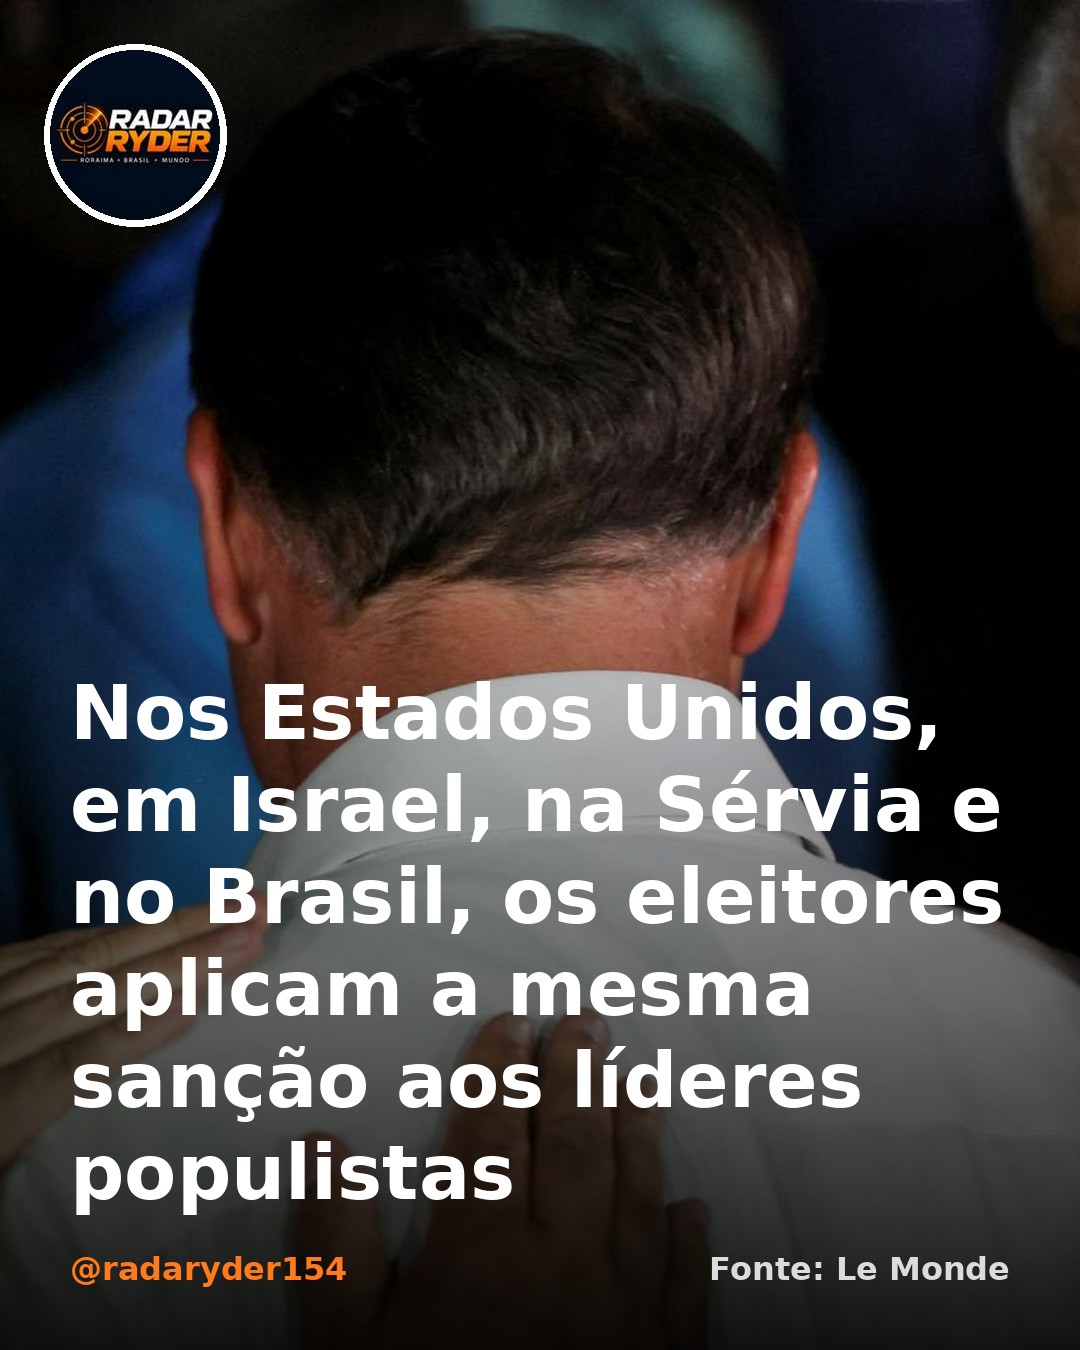 RADAR
RYDER
RORAIMA • BRASIL • MUNDO
Nos Estados Unidos,
em Israel, na Sérvia e
no Brasil, os eleitores
aplicam a mesma
sanção aos líderes
populistas
@radaryder154
Fonte: Le Monde